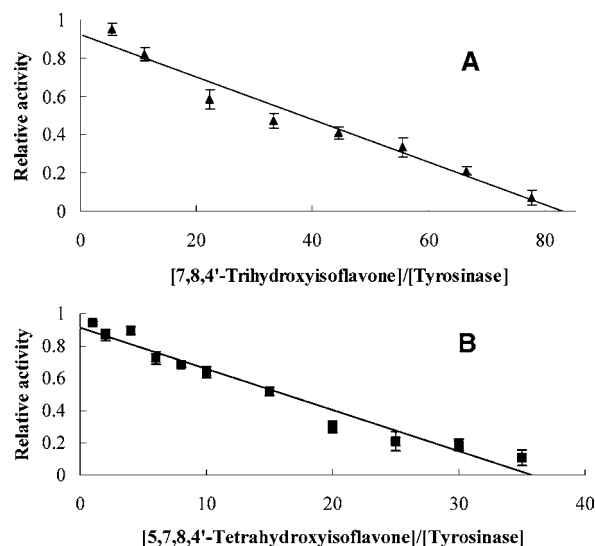 Relative activity
1
0.8
0.6
0.4
0.2
0
A
0 20 40 60 80
[7,8,4'-Trihydroxyisoflavone]/[Tyrosinase]
Relative activity
1
0.8
0.6
0.4
0.2
0
B
0 10 20 30 40
[5,7,8,4'-Tetrahydroxyisoflavone]/[Tyrosinase]